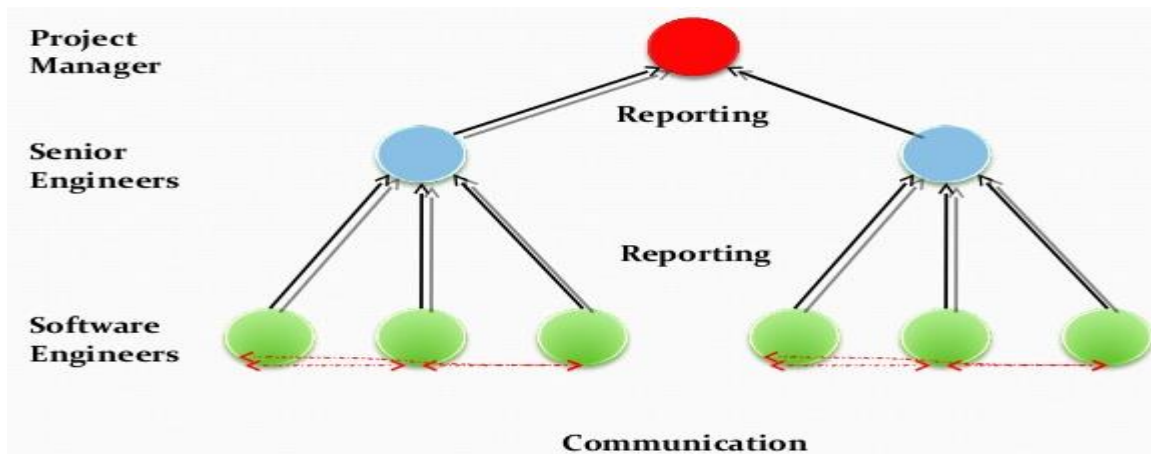 Project
Manager
Reporting
Senior
Engineers
Reporting
Software
Engineers
Communication